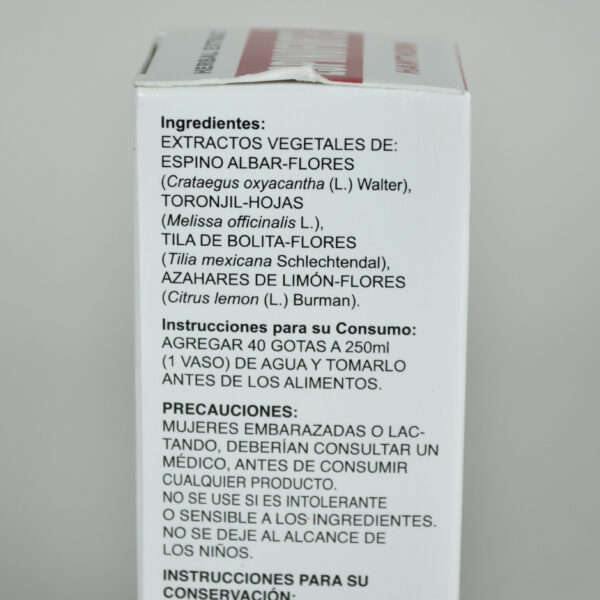 HERBAL EXTRACT
HAWTHORN
Ingredientes:
EXTRACTOS VEGETALES DE:
ESPINO ALBAR-FLORES
(Crataegus oxyacantha (L.) Walter),
TORONJIL-HOJAS
(Melissa officinalis L.),
TILA DE BOLITA-FLORES
(Tilia mexicana Schlechtendal),
AZAHARES DE LIMÓN-FLORES
(Citrus lemon (L.) Burman).
Instrucciones para su Consumo:
AGREGAR 40 GOTAS A 250ml
(1 VASO) DE AGUA Y TOMARLO
ANTES DE LOS ALIMENTOS.
PRECAUCIONES:
MUJERES EMBARAZADAS O LAC-
TANDO, DEBERÍAN CONSULTAR UN
MÉDICO, ANTES DE CONSUMIR
CUALQUIER PRODUCTO.
NO SE USE SI ES INTOLERANTE
O SENSIBLE A LOS INGREDIENTES.
NO SE DEJE AL ALCANCE DE
LOS NIÑOS.
INSTRUCCIONES PARA SU
CONSERVACIÓN: